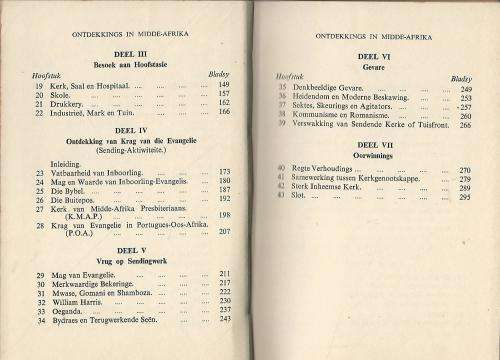 ONTDEKKINGS IN MIDDE-AFRIKA
DEEL III
Besoek aan Hoofstasie
Hoofstuk Bladsy
19 Kerk, Saal en Hospitaal. .... .... .... .... 149
20 Skole. .... .... .... .... .... .... 157
21 Drukkery. .... .... .... .... .... .... 162
22 Industrieë, Mark en Tuin. .... .... .... .... 166
DEEL IV
Ontdekking van Krag van die Evangelie
(Sending-Aktiwiteite.)
Inleiding.
23 Vatbaarheid van Inboorling. .... .... .... 173
24 Mag en Waarde van Inboorling-Evangelis. .... 180
25 Die Bybel. .... .... .... .... .... .... 187
26 Die Buitepos. .... .... .... .... .... 192
27 Kerk van Midde-Afrika Presbiteriaans.
(K.M.A.P.) .... .... .... .... 198
28 Krag van Evangelie in Portugees-Oos-Afrika.
(P.O.A.) .... .... .... .... .... 207
DEEL V
Vrug op Sendingwerk
29 Mag van Evangelie. .... .... .... .... 211
30 Merkwaardige Bekeringe. .... .... .... 217
31 Mwase, Gomani en Shamboza. .... .... .... 222
32 William Harris. .... .... .... .... .... 230
33 Oeganda. .... .... .... .... .... .... 237
34 Bydraes en Terugwerkende Seën. .... .... 243
ONTDEKKINGS IN MIDDE-AFRIKA
DEEL VI
Gevare
Hoofstuk Bladsy
35 Denkbeeldige Gevare. .... .... .... .... 249
36 Heidendom en Moderne Beskawing. .... .... 253
37 Sektes, Skeurings en Agitators. .... .... .... 257
38 Kommunisme en Romanisme. .... .... .... 260
39 Verswakking van Sendende Kerke of Tuisfront. 266
DEEL VII
Oorwinnings
40 Regte Verhoudings .... .... .... .... .... 270
41 Samewerking tussen Kerkgenootskappe. .... 279
42 Sterk Inheemse Kerk. .... .... .... .... 289
43 Slot. .... .... .... .... .... .... 295